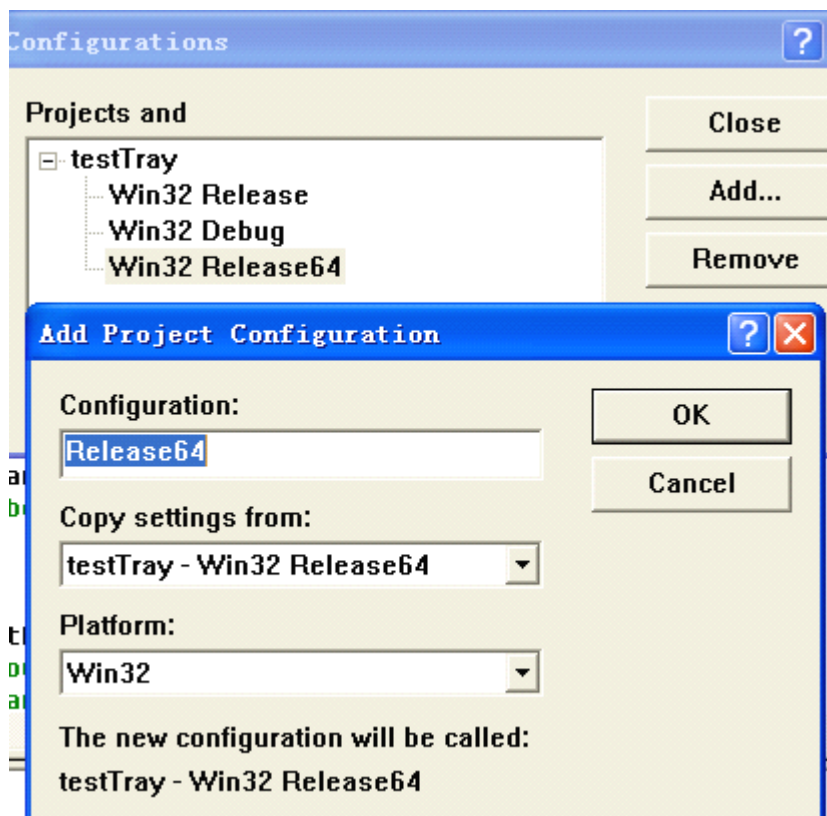 Configurations
Projects and
Close
testTray
Win32 Release
Add...
Win32 Debug
Win32 Release64
Remove
Add Project Configuration
Configuration:
OK
Release64
Cancel
Copy settings from:
testTray - Win32 Release64
Platform:
Win32
The new configuration will be called:
testTray - Win32 Release64